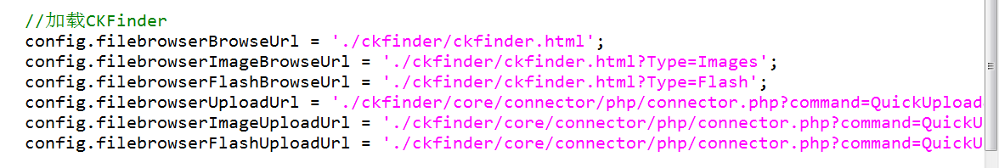 //加载CKFinder
config.filebrowserBrowseUrl = './ckfinder/ckfinder.html';
config.filebrowserImageBrowseUrl = './ckfinder/ckfinder.html?Type=Images';
config.filebrowserFlashBrowseUrl = './ckfinder/ckfinder.html?Type=Flash';
config.filebrowserUploadUrl = './ckfinder/core/connector/php/connector.php?command=QuickUpload
config.filebrowserImageUploadUrl = './ckfinder/core/connector/php/connector.php?command=QuickU
config.filebrowserFlashUploadUrl = './ckfinder/core/connector/php/connector.php?command=QuickU